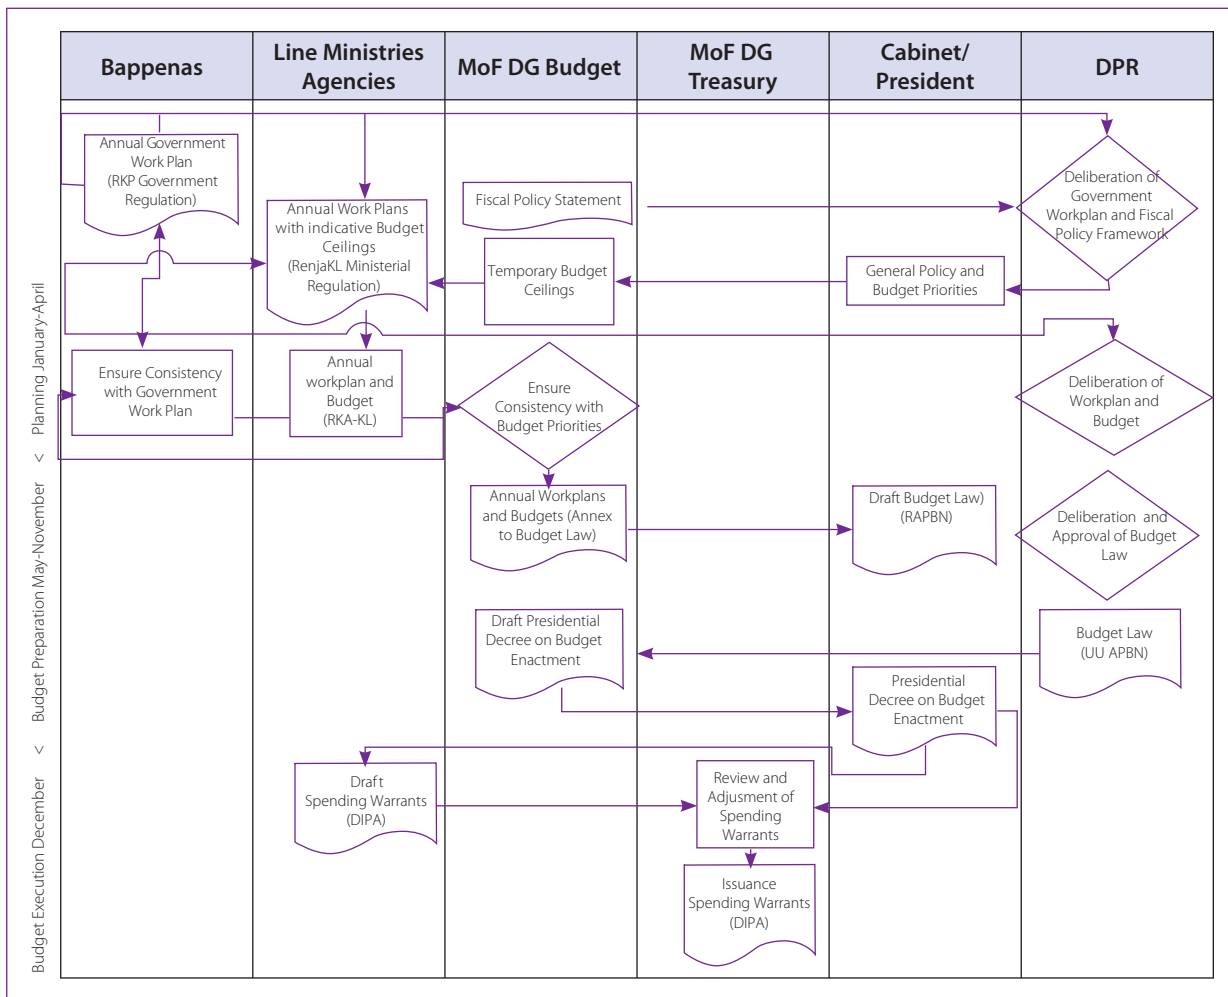 Bappenas
Line Ministries
Agencies
MoF DG Budget
MoF DG
Treasury
Cabinet/
President
DPR
Annual Government
Work Plan
(RKP Government
Regulation)
Annual Work Plans
with indicative Budget
Ceilings
(RenjaKL Ministerial
Regulation)
Fiscal Policy Statement
Deliberation of
Government
Workplan and Fiscal
Policy Framework
Temporary Budget
Ceilings
General Policy and
Budget Priorities
Ensure Consistency
with Government
Work Plan
Annual
workplan and
Budget
(RKA-KL)
Ensure
Consistency with
Budget Priorities
Deliberation of
Workplan and
Budget
Annual Workplans
and Budgets (Annex
to Budget Law)
Draft Budget Law)
(RAPBN)
Deliberation and
Approval of Budget
Law
Draft Presidential
Decree on Budget
Enactment
Budget Law
(UU APBN)
Presidential
Decree on Budget
Enactment
Draft
Spending Warrants
(DIPA)
Review and
Adjusment of
Spending
Warrants
Issuance
Spending Warrants
(DIPA)
Budget Execution December < Budget Preparation May-November < Planning January-April